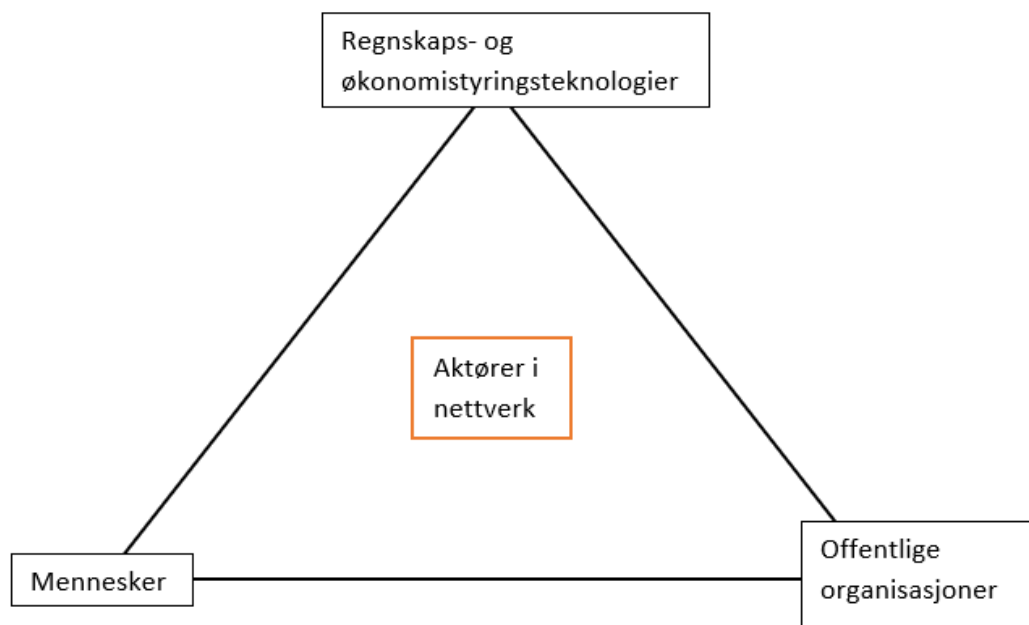 Regnskaps- og
økonomistyringsteknologier
Aktører i
nettverk
Mennesker
Offentlige
organisasjoner